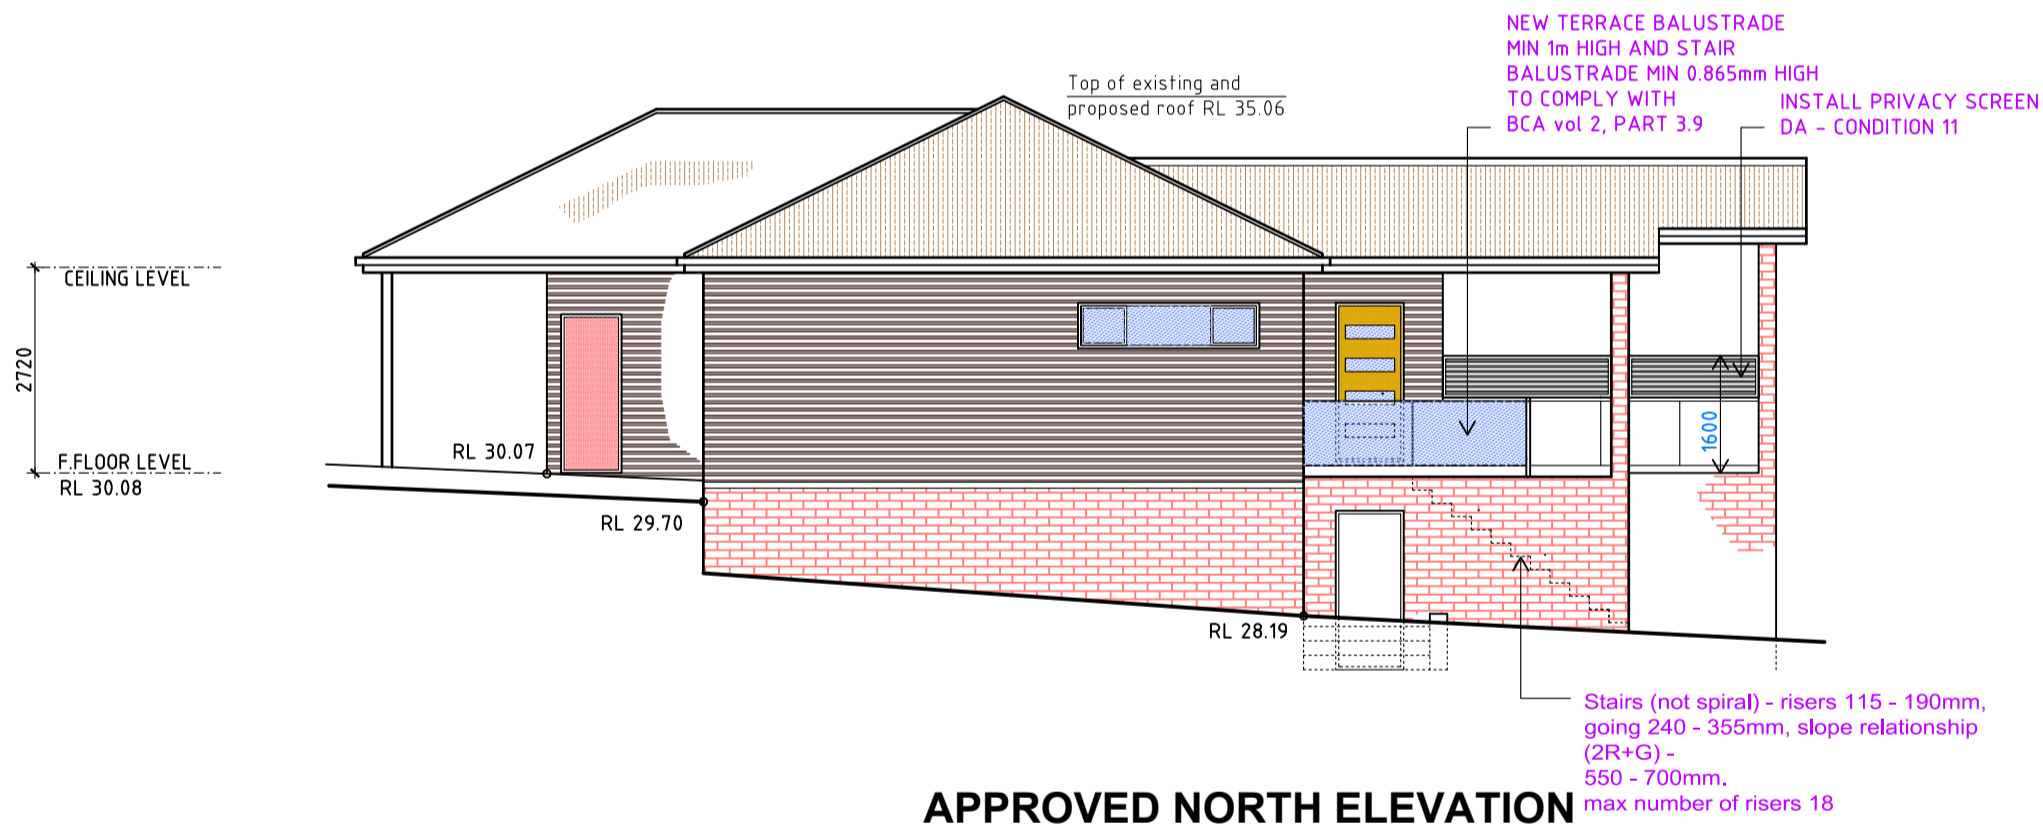 NEW TERRACE BALUSTRADE
MIN 1m HIGH AND STAIR
BALUSTRADE MIN 0.865mm HIGH
TO COMPLY WITH
BCA vol 2, PART 3.9
INSTALL PRIVACY SCREEN
DA - CONDITION 11
Top of existing and
proposed roof RL 35.06
CEILING LEVEL
2720
F.FLOOR LEVEL
RL 30.08
RL 30.07
RL 29.70
RL 28.19
1600
Stairs (not spiral) - risers 115 - 190mm,
going 240 - 355mm, slope relationship
(2R+G) -
550 - 700mm.
max number of risers 18
APPROVED NORTH ELEVATION